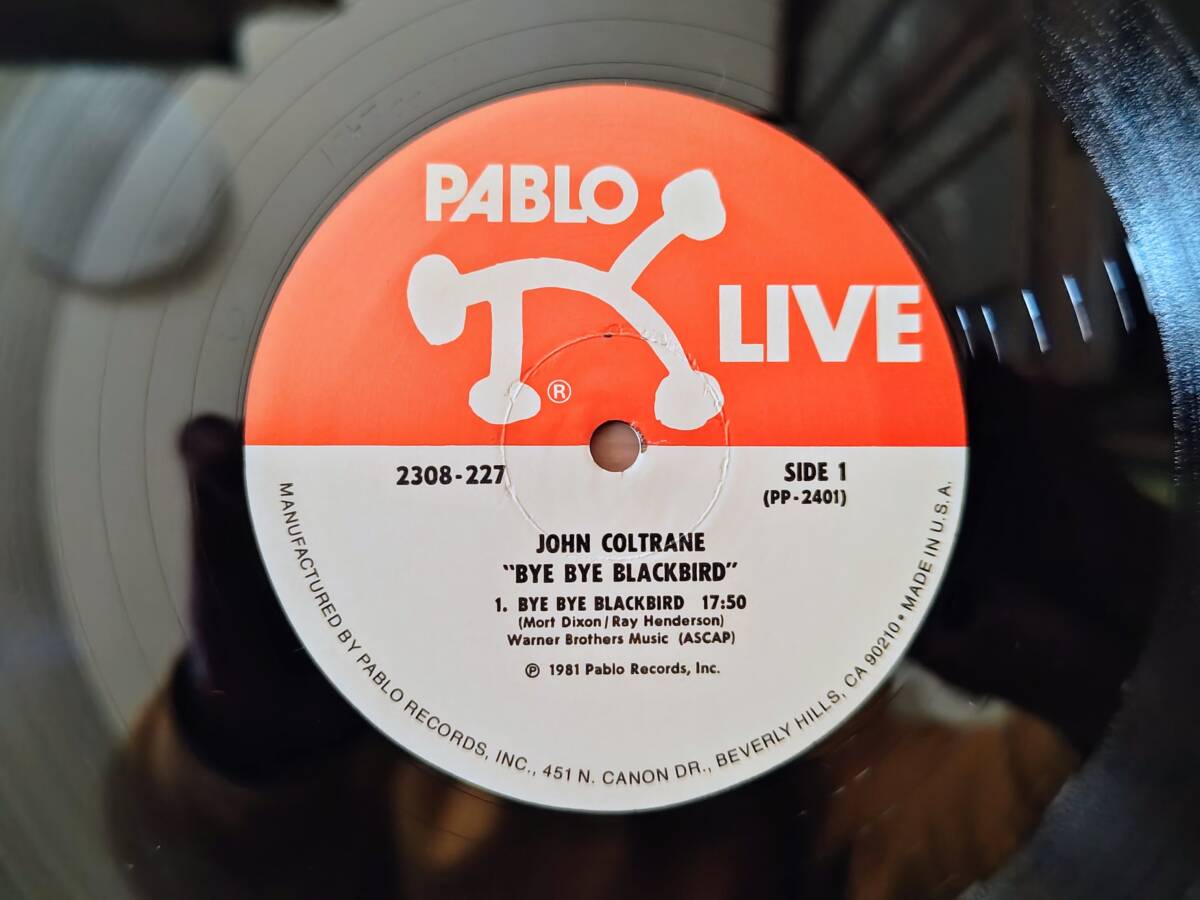 PABLO
LIVE
®
2308-227
SIDE 1
(PP-2401)
JOHN COLTRANE
"BYE BYE BLACKBIRD"
1. BYE BYE BLACKBIRD 17:50
(Mort Dixon/Ray Henderson)
Warner Brothers Music (ASCAP)
℗ 1981 Pablo Records, Inc.
MANUFACTURED BY PABLO RECORDS, INC., 451 N. CANON DR., BEVERLY HILLS, CA 90210 • MADE IN U.S.A.